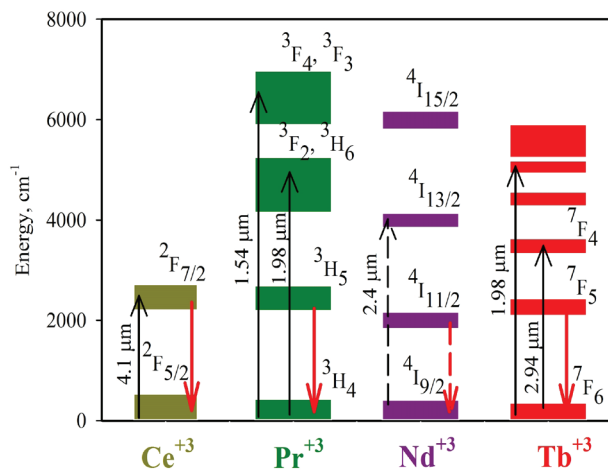 8000
6000
4000
2000
0
Energy, cm⁻¹
²F₇/₂
²F₅/₂
4.1 µm
³F₄, ³F₃
³F₂, ³H₆
³H₅
³H₄
1.54 µm
1.98 µm
⁴I₁₅/₂
⁴I₁₃/₂
⁴I₁₁/₂
⁴I₉/₂
2.4 µm
⁷F₄
⁷F₅
⁷F₆
1.98 µm
2.94 µm
Ce⁺³
Pr⁺³
Nd⁺³
Tb⁺³